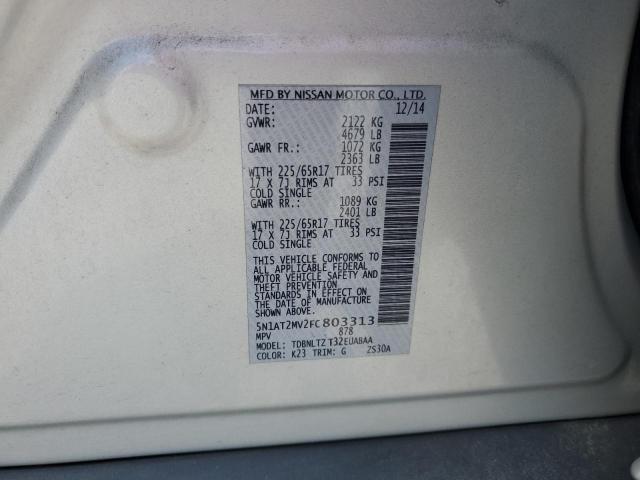 MFD BY NISSAN MOTOR CO., LTD.
DATE: 12/14
GVWR: 2122 KG
4679 LB
GAWR FR.: 1072 KG
2363 LB
WITH 225/65R17 TIRES
17 X 7J RIMS AT 33 PSI
COLD SINGLE
GAWR RR.: 1089 KG
2401 LB
WITH 225/65R17 TIRES
17 X 7J RIMS AT 33 PSI
COLD SINGLE
THIS VEHICLE CONFORMS TO
ALL APPLICABLE FEDERAL
MOTOR VEHICLE SAFETY AND
THEFT PREVENTION
STANDARDS IN EFFECT ON
THE DATE OF MANUFACTURE
SHOWN ABOVE.
5N1AT2MV2FC803313
MPV 878
MODEL: TDBNLTZ T32EUABAA
COLOR: K23 TRIM: G ZS30A